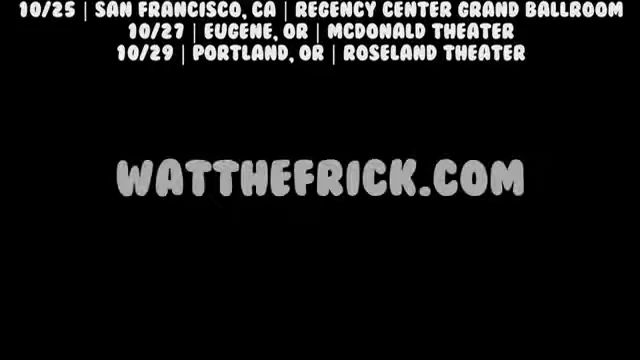 10/25 | SAN FRANCISCO, CA | REGENCY CENTER GRAND BALLROOM
10/27 | EUGENE, OR | MCDONALD THEATER
10/29 | PORTLAND, OR | ROSELAND THEATER
WATTHEFRICK.COM